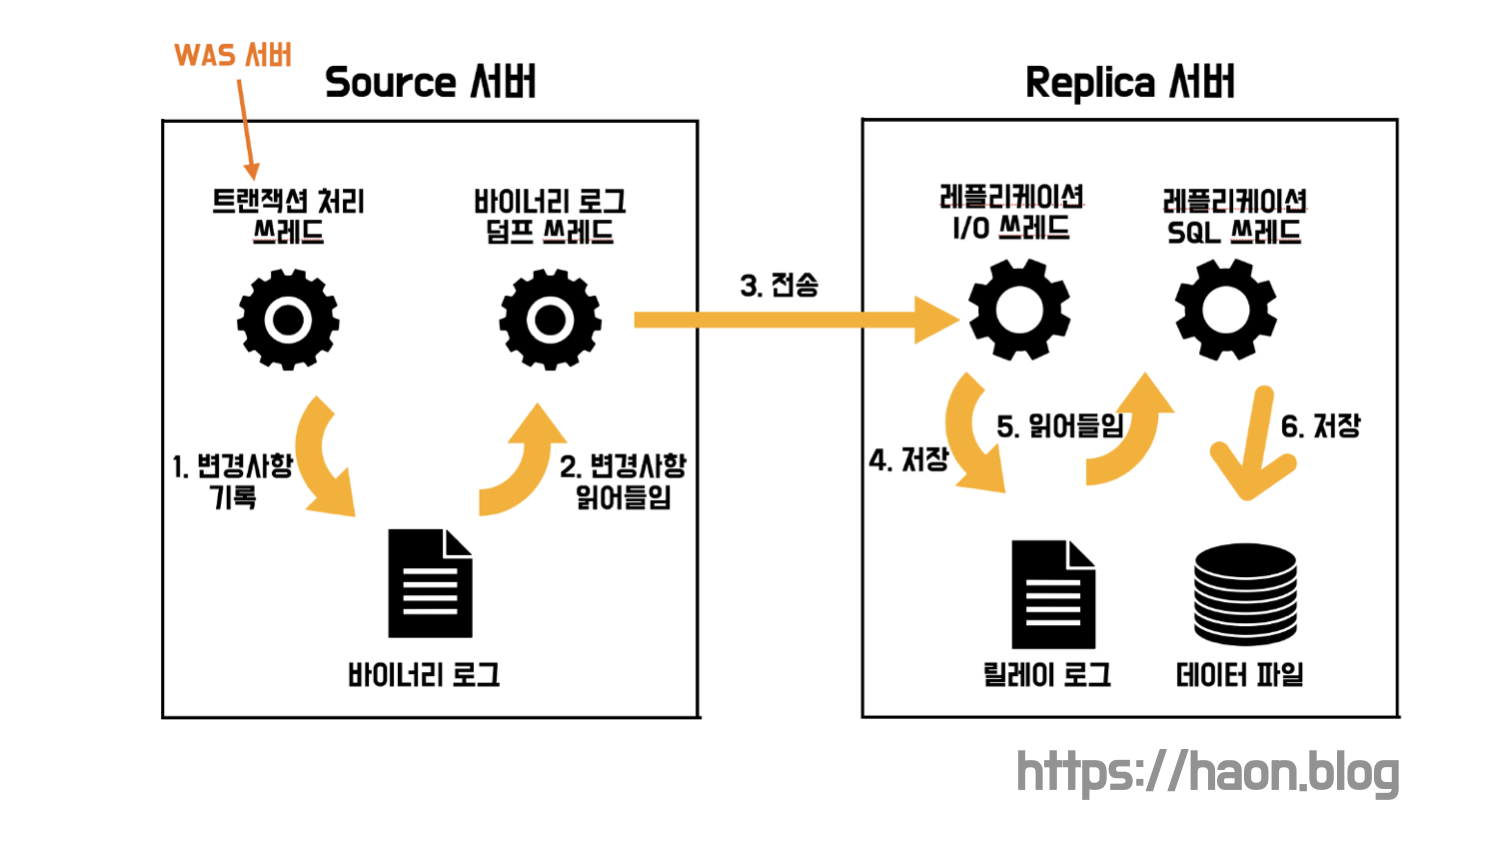 WAS 서버
Source 서버
Replica 서버
트랜잭션 처리
쓰레드
바이너리 로그
덤프 쓰레드
레플리케이션
I/O 쓰레드
레플리케이션
SQL 쓰레드
3. 전송
1. 변경사항
기록
2. 변경사항
읽어들임
4. 저장
5. 읽어들임
6. 저장
바이너리 로그
릴레이 로그
데이터 파일
https://haon.blog